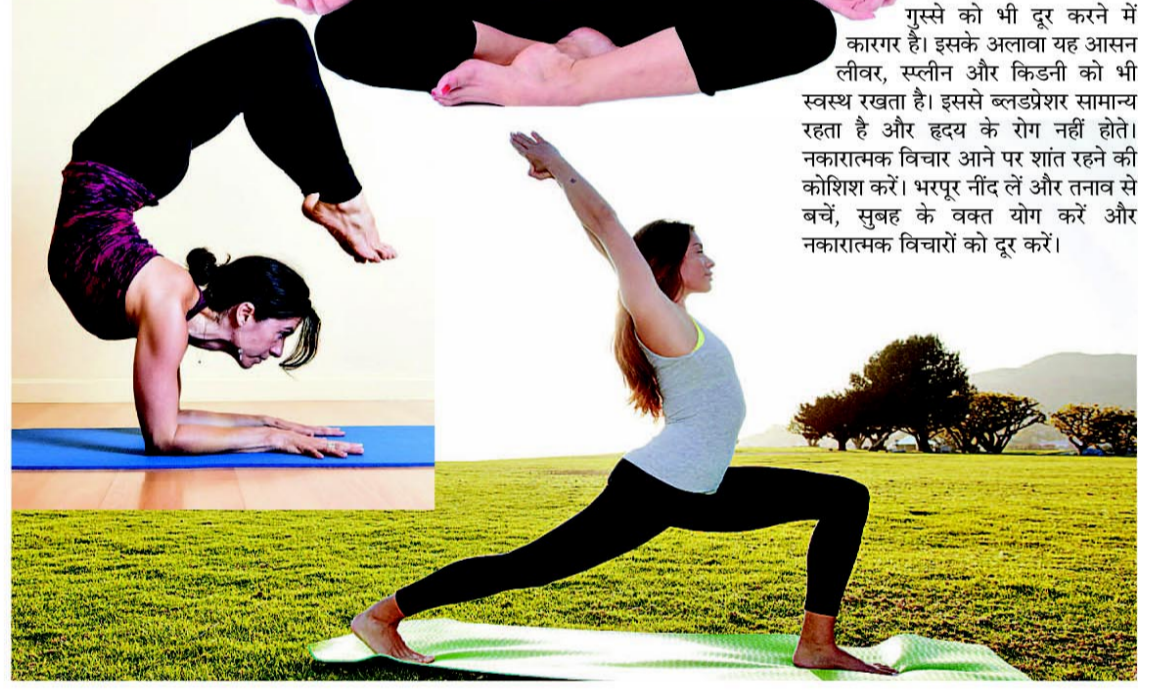 गुस्से को भी दूर करने में
कारगर है। इसके अलावा यह आसन
लीवर, स्प्लीन और किडनी को भी
स्वस्थ रखता है। इससे ब्लडप्रेशर सामान्य
रहता है और हृदय के रोग नहीं होते।
नकारात्मक विचार आने पर शांत रहने की
कोशिश करें। भरपूर नींद लें और तनाव से
बचें, सुबह के वक्त योग करें और
नकारात्मक विचारों को दूर करें।